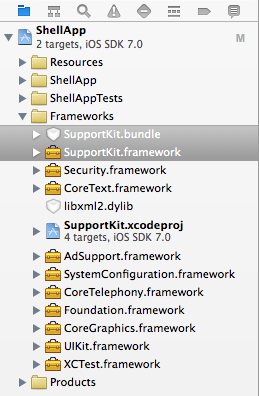 ShellApp
2 targets, iOS SDK 7.0
M
Resources
ShellApp
ShellAppTests
Frameworks
SupportKit.bundle
SupportKit.framework
Security.framework
CoreText.framework
libxml2.dylib
SupportKit.xcodeproj
4 targets, iOS SDK 7.0
AdSupport.framework
SystemConfiguration.framework
CoreTelephony.framework
Foundation.framework
CoreGraphics.framework
UIKit.framework
XCTest.framework
Products